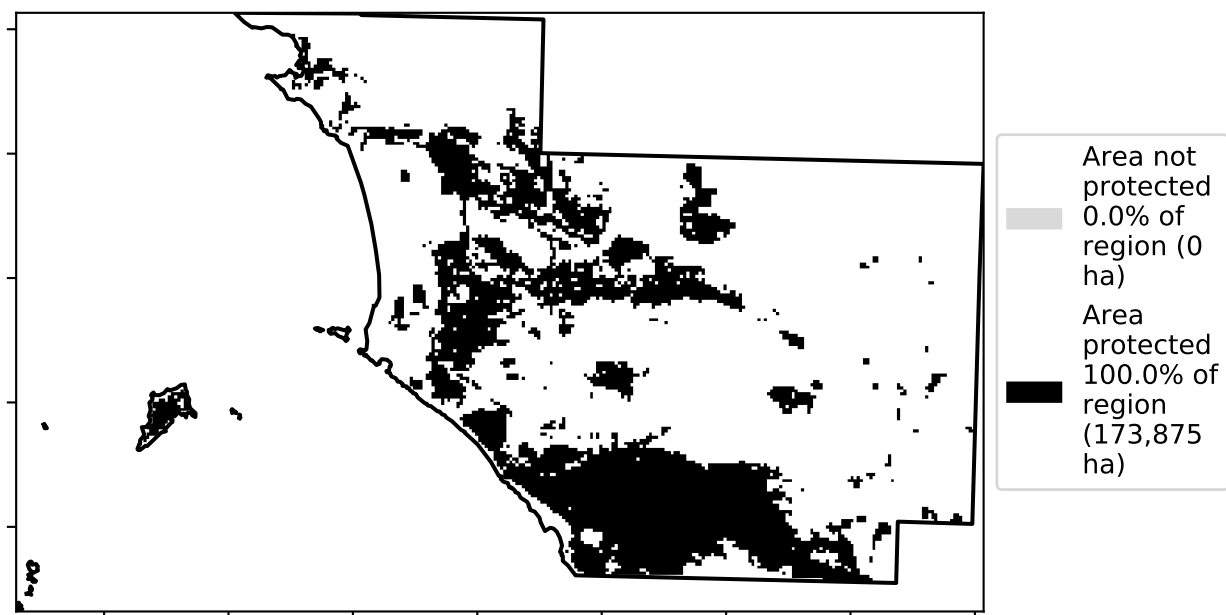 Area not
protected
0.0% of
region (0
ha)
Area
protected
100.0% of
region
(173,875
ha)